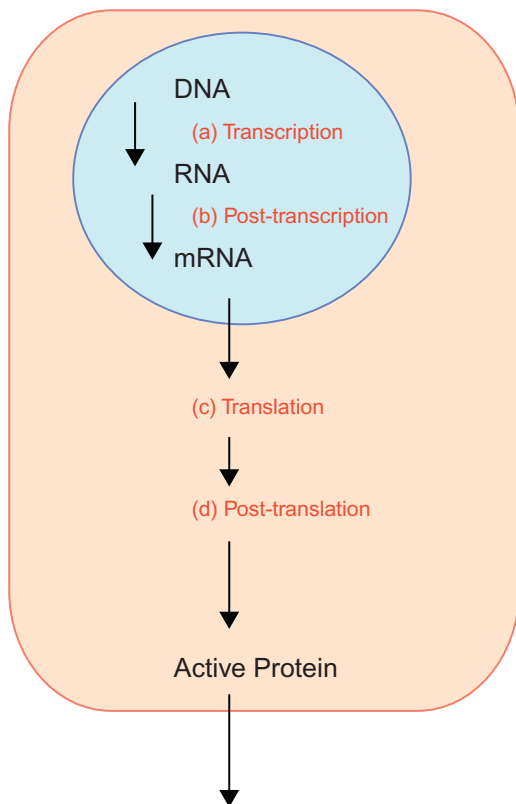 DNA
(a) Transcription
RNA
(b) Post-transcription
mRNA
(c) Translation
(d) Post-translation
Active Protein